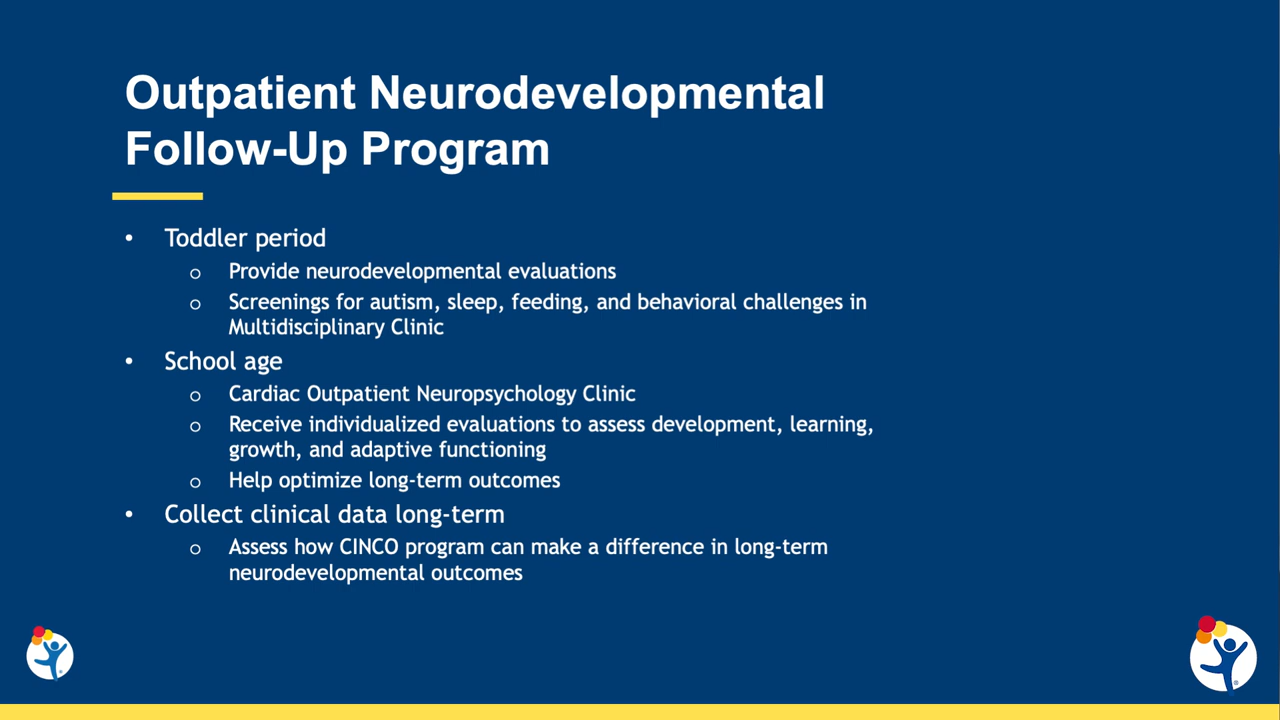 Outpatient Neurodevelopmental
Follow-Up Program
• Toddler period
o Provide neurodevelopmental evaluations
o Screenings for autism, sleep, feeding, and behavioral challenges in
Multidisciplinary Clinic
• School age
o Cardiac Outpatient Neuropsychology Clinic
o Receive individualized evaluations to assess development, learning,
growth, and adaptive functioning
o Help optimize long-term outcomes
• Collect clinical data long-term
o Assess how CINCO program can make a difference in long-term
neurodevelopmental outcomes